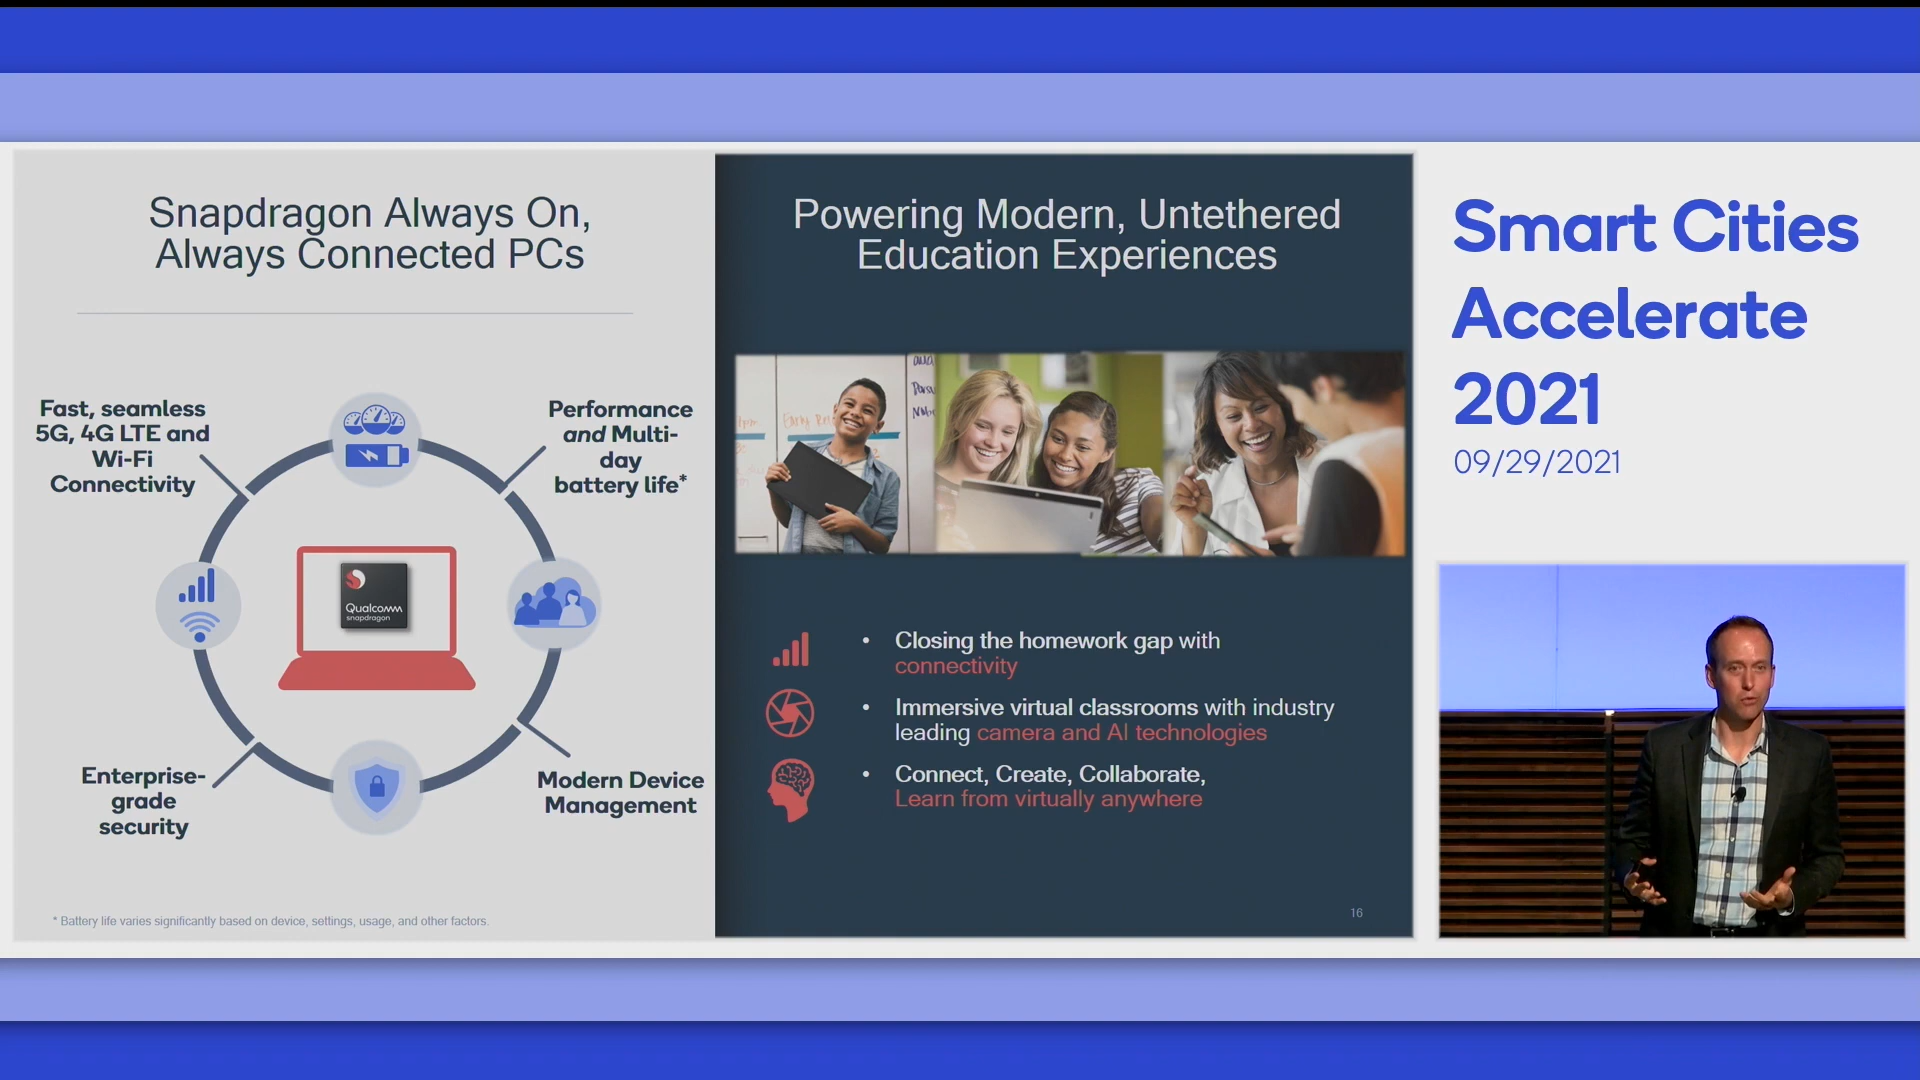 Snapdragon Always On,
Always Connected PCs
Fast, seamless
5G, 4G LTE and
Wi-Fi
Connectivity
Performance
and Multi-
day
battery life*
Qualcomm
snapdragon
Enterprise-
grade
security
Modern Device
Management
* Battery life varies significantly based on device, settings, usage, and other factors.
Powering Modern, Untethered
Education Experiences
• Closing the homework gap with
connectivity
• Immersive virtual classrooms with industry
leading camera and AI technologies
• Connect, Create, Collaborate,
Learn from virtually anywhere
16
Smart Cities
Accelerate
2021
09/29/2021